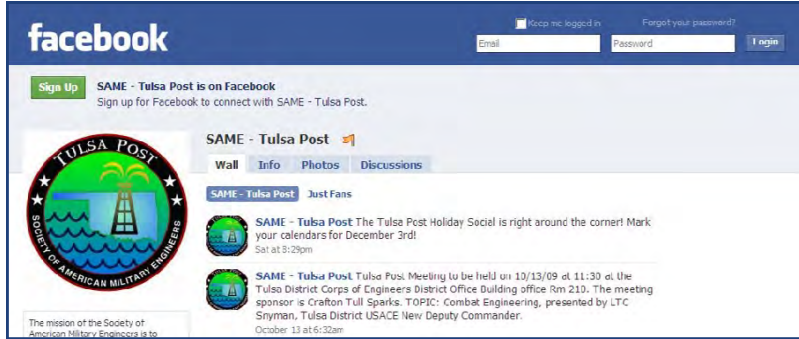 facebook
Keep me logged in
Forgot your password?
Email
Password
Login
Sign Up
SAME - Tulsa Post is on Facebook
Sign up for Facebook to connect with SAME - Tulsa Post.
TULSA POST
SOCIETY OF AMERICAN MILITARY ENGINEERS
SAME - Tulsa Post
Wall Info Photos Discussions
SAME - Tulsa Post Just Fans
SAME - Tulsa Post The Tulsa Post Holiday Social is right around the corner! Mark
your calendars for December 3rd!
Sat at 8:29pm
SAME - Tulsa Post Tulsa Post Meeting to be held on 10/13/09 at 11:30 at the
Tulsa District Corps of Engineers District Office Building office Rm 210. The meeting
sponsor is Crafton Tull Sparks. TOPIC: Combat Engineering, presented by LTC
Snyman, Tulsa District USACE New Deputy Commander.
October 13 at 6:32am
The mission of the Society of
American Military Engineers is to